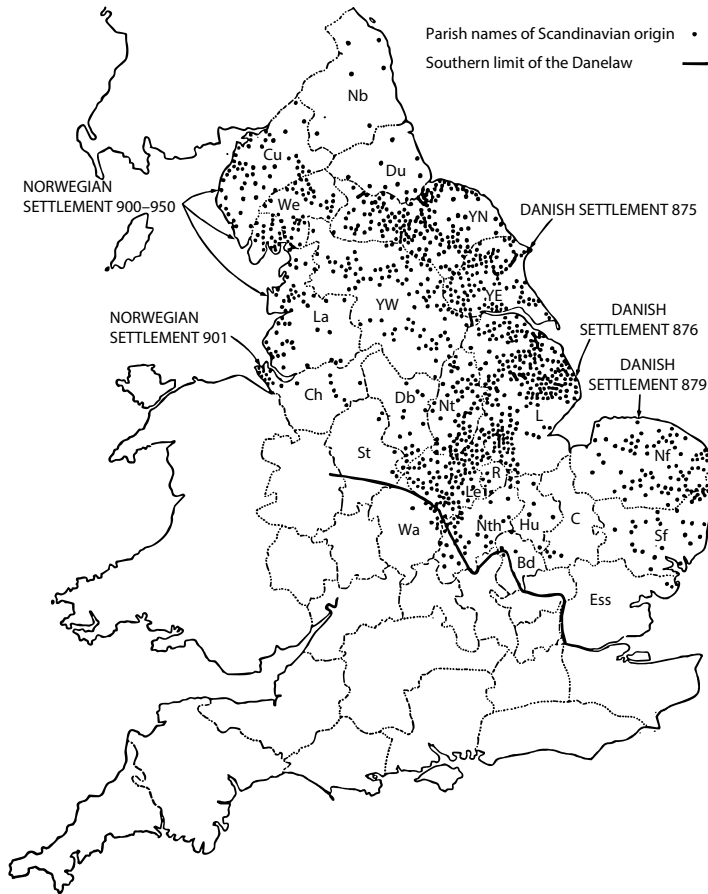 Parish names of Scandinavian origin
Southern limit of the Danelaw
Nb
Cu
Du
NORWEGIAN
SETTLEMENT 900–950
We
YN
DANISH SETTLEMENT 875
YE
NORWEGIAN
SETTLEMENT 901
La
YW
DANISH
SETTLEMENT 876
DANISH
SETTLEMENT 879
Ch
Db
Nt
L
St
Nf
R
Le
Wa
Nth
Hu
C
Sf
Bd
Ess